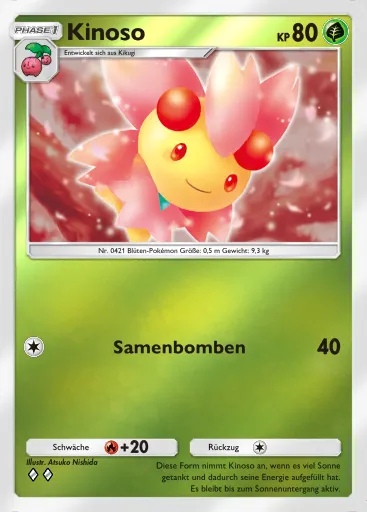 PHASE 1
Kinoso
KP 80
Entwickelt sich aus Kikugi
Nr. 0421 Blüten-Pokémon Größe: 0,5 m Gewicht: 9,3 kg
Samenbomben 40
Schwäche +20 Rückzug
Illustr. Atsuko Nishida
Diese Form nimmt Kinoso an, wenn es viel Sonne
getankt und dadurch seine Energie aufgefüllt hat.
Es bleibt bis zum Sonnenuntergang aktiv.